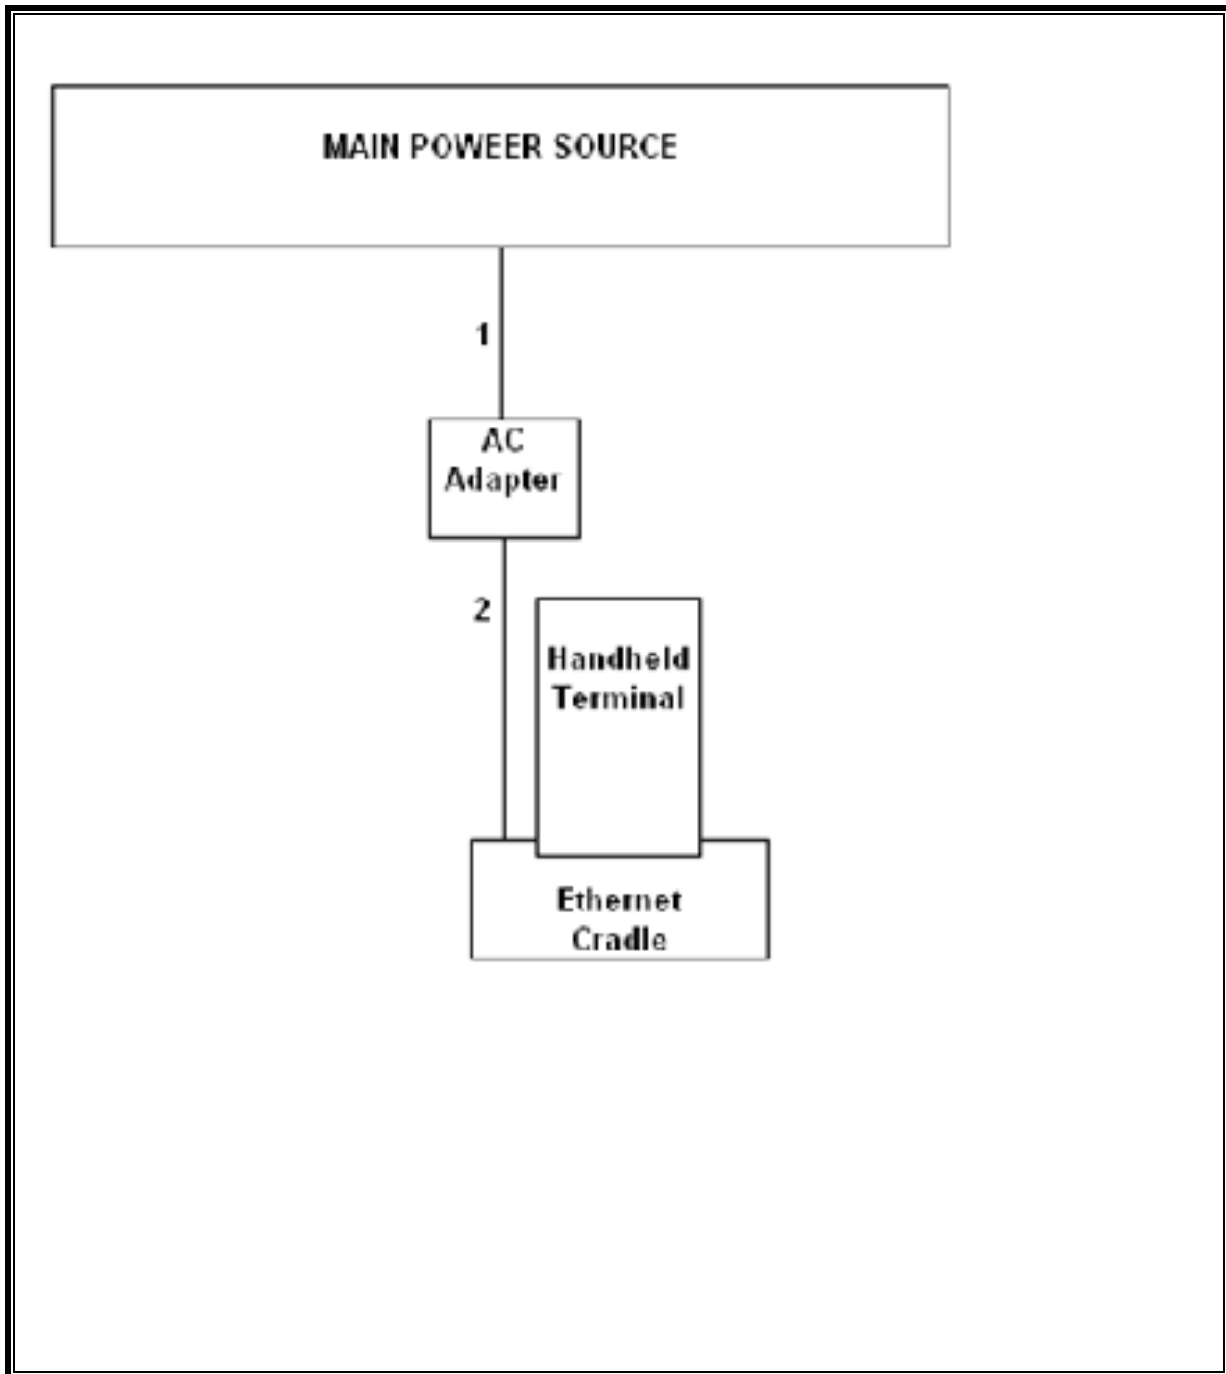 MAIN POWEER SOURCE
1
AC
Adapter
2
Handheld
Terminal
Ethernet
Cradle